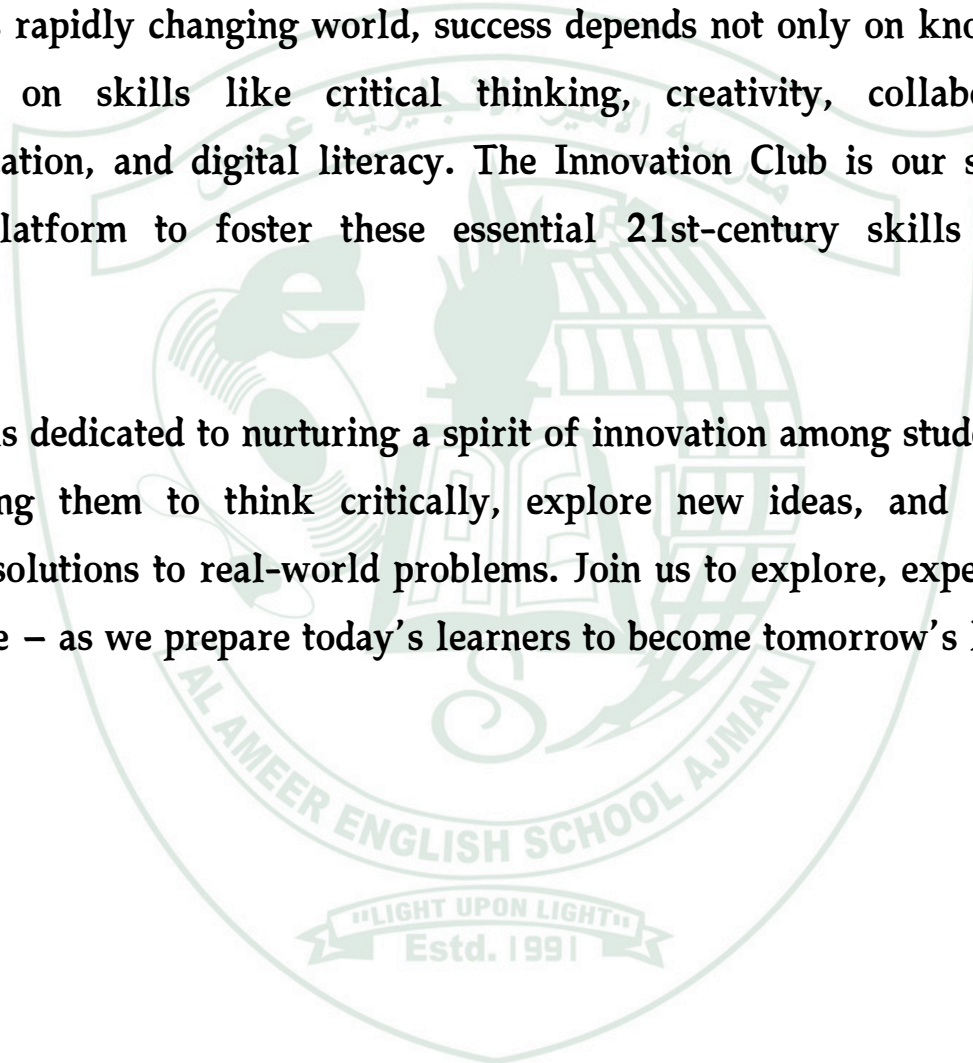 rapidly changing world, success depends not only on kno
on skills like critical thinking, creativity, collab
ation, and digital literacy. The Innovation Club is our s
latform to foster these essential 21st-century skills
is dedicated to nurturing a spirit of innovation among stud
ng them to think critically, explore new ideas, and
solutions to real-world problems. Join us to explore, expe
e – as we prepare today's learners to become tomorrow's
AE
AL AMEER ENGLISH SCHOOL AJMAN
"LIGHT UPON LIGHT"
Estd. 1991